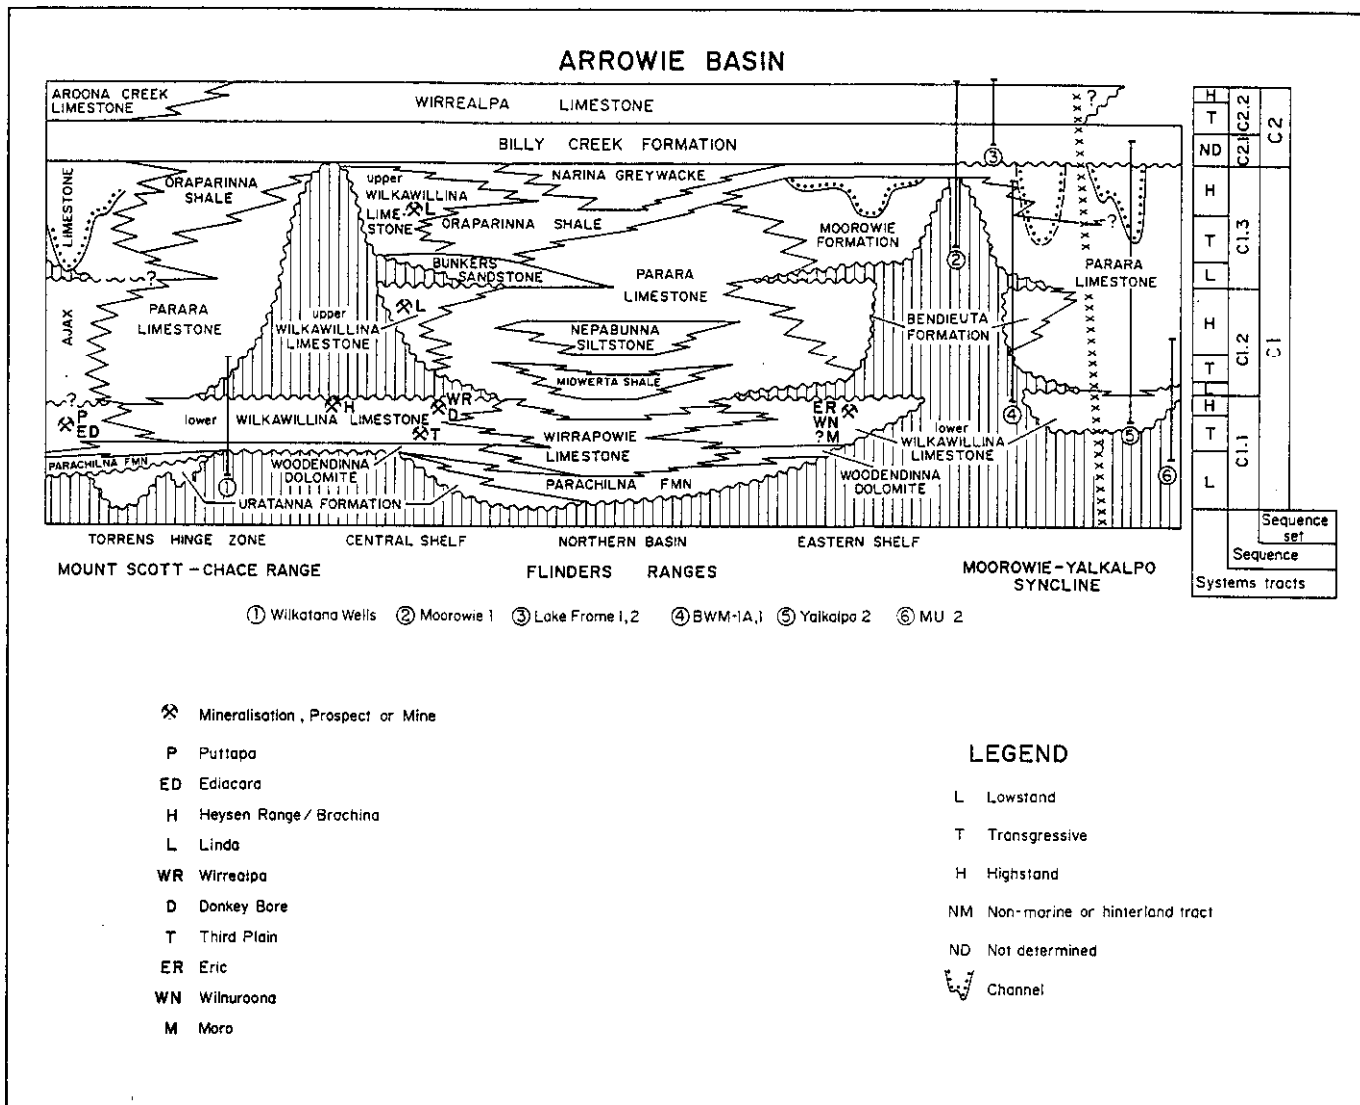 ARROWIE BASIN
AROONA CREEK
LIMESTONE
WIRREALPA LIMESTONE
BILLY CREEK FORMATION
LIMESTONE
ORAPARINNA
SHALE
upper
WILKAWILLINA
LIME-
STONE
L
NARINA GREYWACKE
ORAPARINNA SHALE
BUNKERS
SANDSTONE
MOOROWIE
FORMATION
PARARA
LIMESTONE
PARARA
LIMESTONE
?
?
?
AJAX
PARARA
LIMESTONE
upper
WILKAWILLINA
LIMESTONE
L
NEPABUNNA
SILTSTONE
MIDWERTA SHALE
BENDIEUTA
FORMATION
?
P
ED
lower
WILKAWILLINA LIMESTONE
H
WR
D
T
WIRRAPOWIE
LIMESTONE
ER
WN
?M
lower
WILKAWILLINA
LIMESTONE
PARACHILNA FMN
WOODENDINNA
DOLOMITE
PARACHILNA FMN
WOODENDINNA
DOLOMITE
URATANNA FORMATION
1
2
3
4
5
6
H
T
ND
H
T
L
H
T
L
H
T
L
C2.2
C2.1
C1.3
C1.2
C1.1
C2
C1
Sequence
set
Sequence
Systems tracts
TORRENS HINGE ZONE
CENTRAL SHELF
NORTHERN BASIN
EASTERN SHELF
MOUNT SCOTT – CHACE RANGE
FLINDERS RANGES
MOOROWIE – YALKALPO
SYNCLINE
1 Wilkatana Wells 2 Moorowie 1 3 Lake Frome 1, 2 4 BWM-1A,1 5 Yalkalpo 2 6 MU 2
Mineralisation, Prospect or Mine
P Puttapa
ED Ediacara
H Heysen Range / Brachina
L Linda
WR Wirrealpa
D Donkey Bore
T Third Plain
ER Eric
WN Wilnuroona
M Moro
LEGEND
L Lowstand
T Transgressive
H Highstand
NM Non-marine or hinterland tract
ND Not determined
Channel